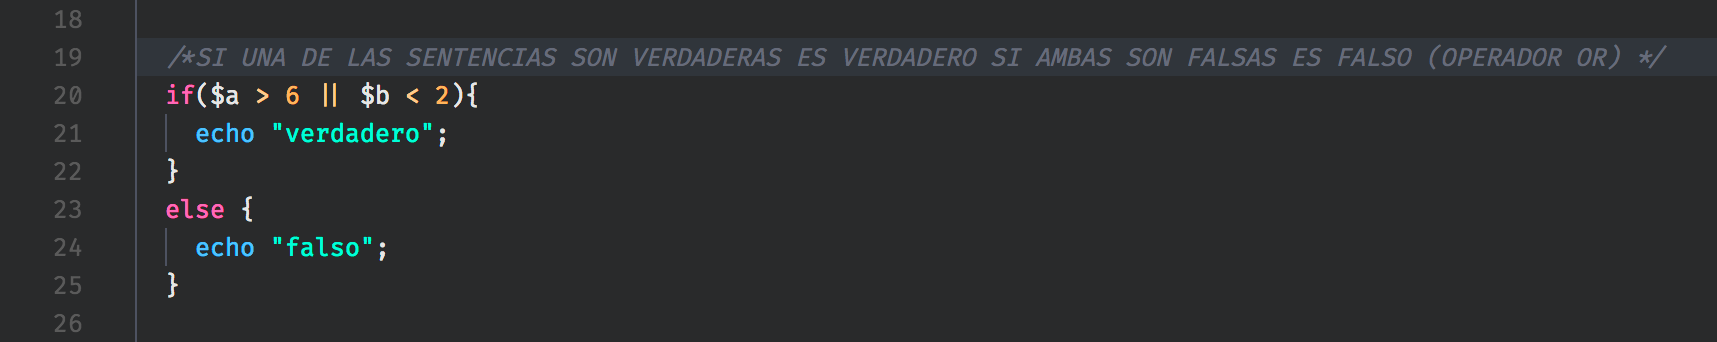 18
19 /*SI UNA DE LAS SENTENCIAS SON VERDADERAS ES VERDADERO SI AMBAS SON FALSAS ES FALSO (OPERADOR OR) */
20 if($a > 6 || $b < 2){
21 echo "verdadero";
22 }
23 else {
24 echo "falso";
25 }
26